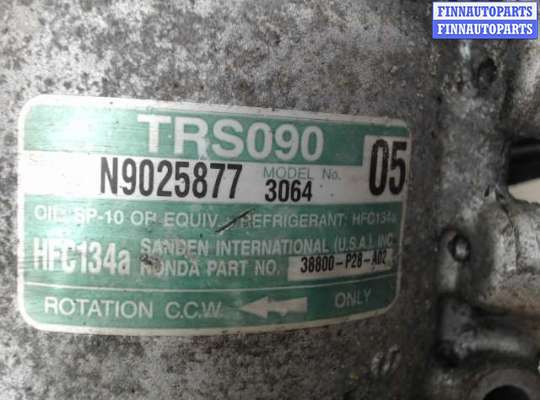 FINNAUTOPARTS
FINNAUTOPARTS
TRS090
N9025877 MODEL No. 3064 05
OIL: SP-10 OR EQUIV. REFRIGERANT: HFC134a
HFC134a SANDEN INTERNATIONAL (U.S.A.), INC.
HONDA PART NO. 38800-P28-A02
ROTATION C.C.W. ONLY